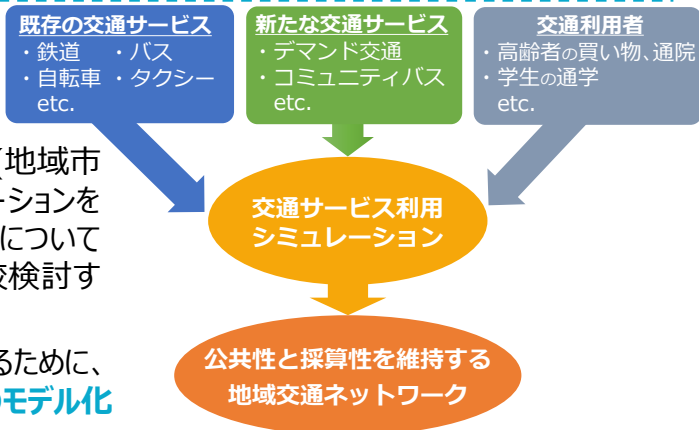 既存の交通サービス
・鉄道　・バス
・自転車　・タクシー
etc.
新たな交通サービス
・デマンド交通
・コミュニティバス
etc.
交通利用者
・高齢者の買い物、通院
・学生の通学
etc.
地域市
ーションを
について
較検討す
るために、
のモデル化
交通サービス利用
シミュレーション
公共性と採算性を維持する
地域交通ネットワーク